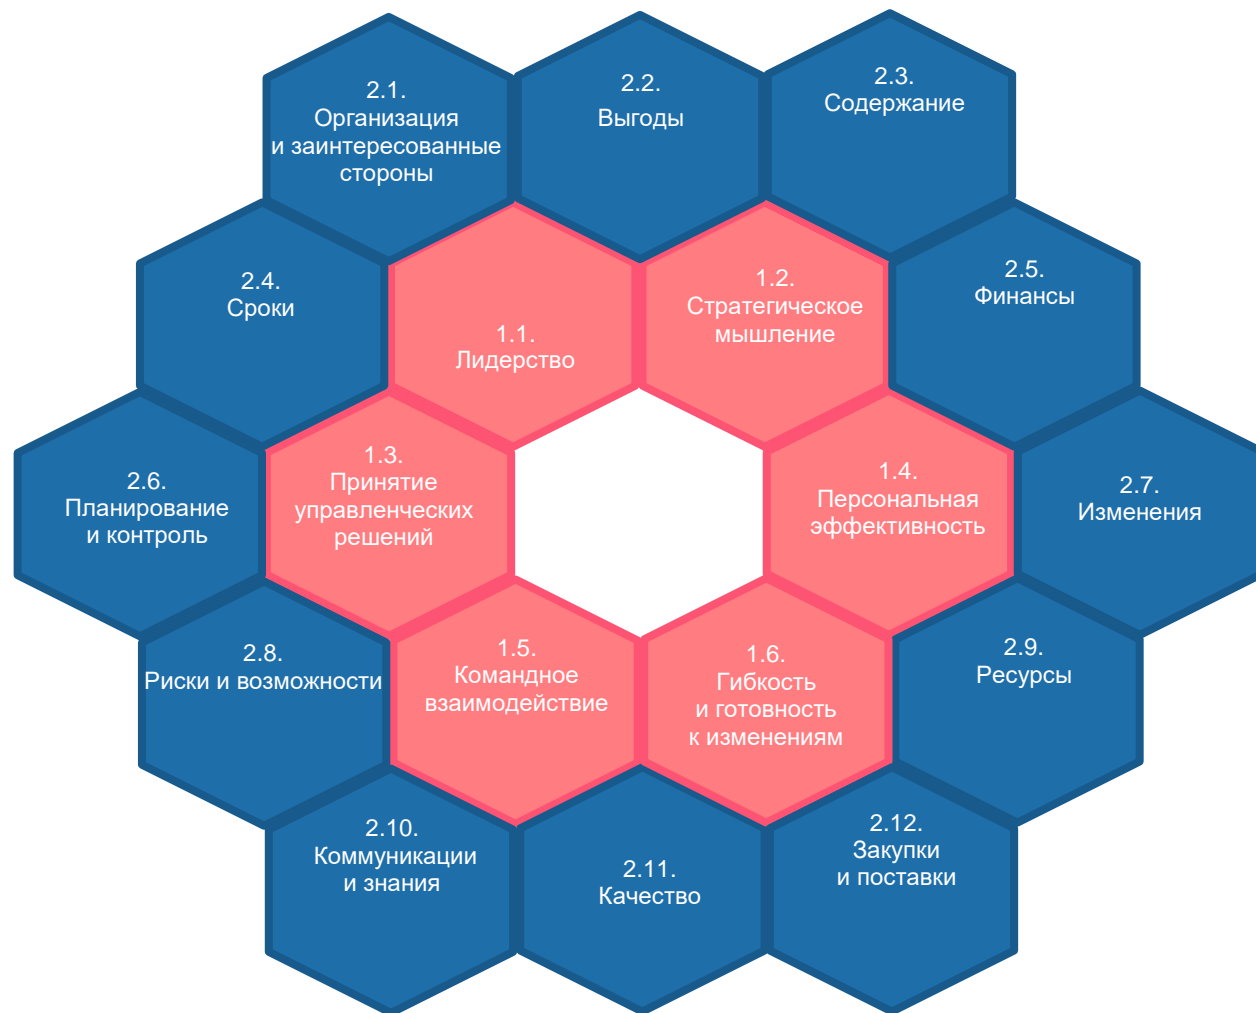 2.1.
Организация
и заинтересованные
стороны
2.2.
Выгоды
2.3.
Содержание
2.4.
Сроки
1.1.
Лидерство
1.2.
Стратегическое
мышление
2.5.
Финансы
2.6.
Планирование
и контроль
1.3.
Принятие
управленческих
решений
1.4.
Персональная
эффективность
2.7.
Изменения
2.8.
Риски и возможности
1.5.
Командное
взаимодействие
1.6.
Гибкость
и готовность
к изменениям
2.9.
Ресурсы
2.10.
Коммуникации
и знания
2.11.
Качество
2.12.
Закупки
и поставки